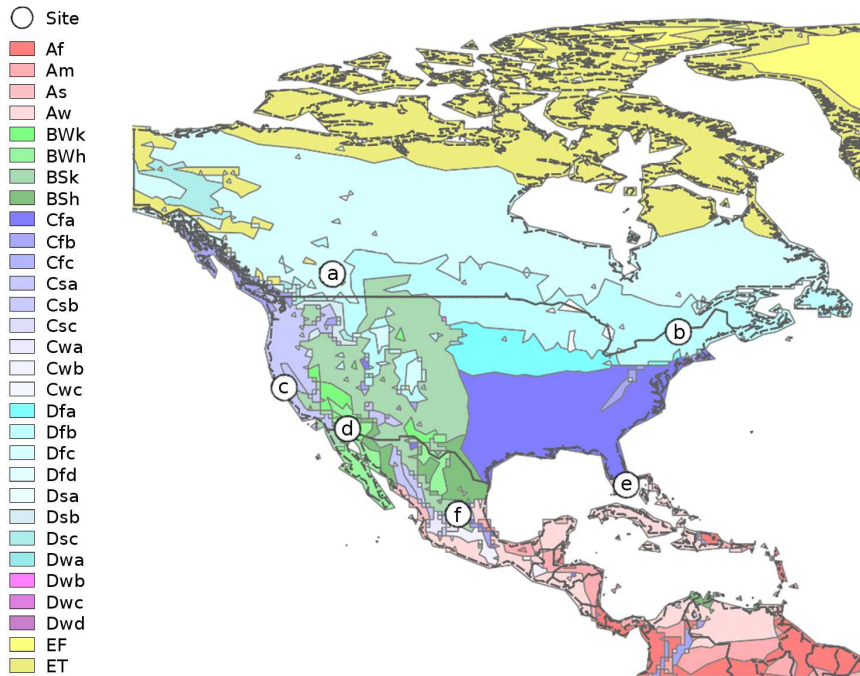 Site
Af
Am
As
Aw
BWk
BWh
BSk
BSh
Cfa
Cfb
Cfc
Csa
Csb
Csc
Cwa
Cwb
Cwc
Dfa
Dfb
Dfc
Dfd
Dsa
Dsb
Dsc
Dwa
Dwb
Dwc
Dwd
EF
ET
a
b
c
d
e
f